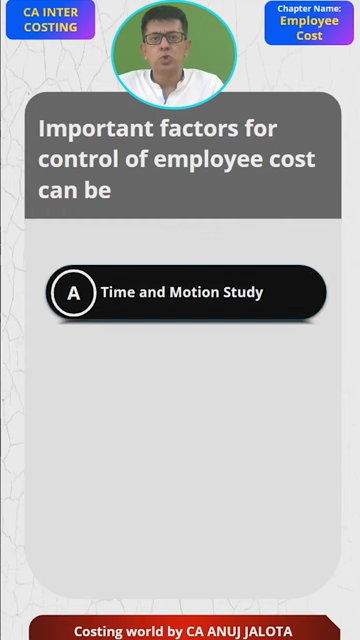 CA INTER
COSTING
Chapter Name:
Employee
Cost
Important factors for
control of employee cost
can be
A
Time and Motion Study
Costing world by CA ANUJ JALOTA